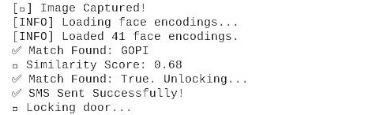 [▯] Image Captured!
[INFO] Loading face encodings...
[INFO] Loaded 41 face encodings.
✅ Match Found: GOPI
▯ Similarity Score: 0.68
✅ Match Found: True. Unlocking...
✅ SMS Sent Successfully!
▯ Locking door...